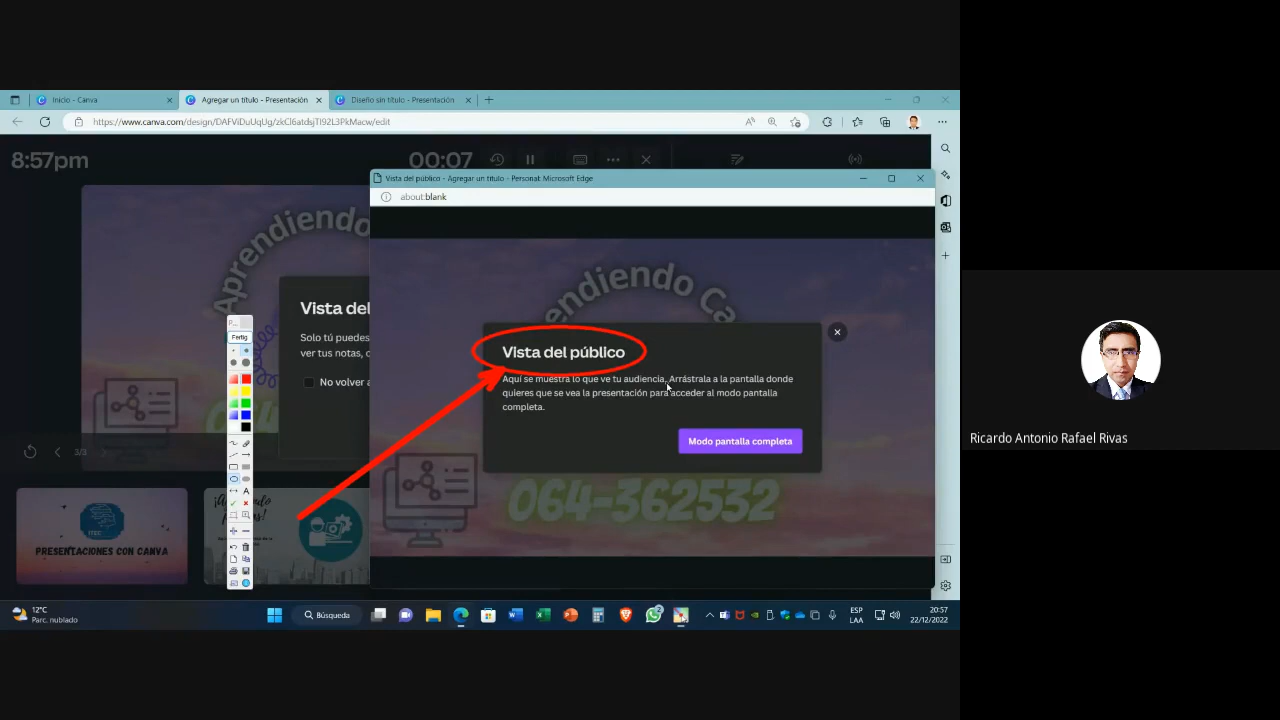 Inicio - Canva
Agregar un título - Presentación
Diseño sin título - Presentación
https://www.canva.com/design/DAFViDuUqUg/zkCl6atdsjTI92L3PkMacw/edit
8:57pm
00:07
Vista del público - Agregar un título - Personal: Microsoft Edge
about:blank
Aprendiendo
endiendo Ca
Vista del
Solo tú puedes
ver tus notas, c
No volver a
Fertig
Vista del público
Aquí se muestra lo que ve tu audiencia. Arrástrala a la pantalla donde
quieres que se vea la presentación para acceder al modo pantalla
completa.
Modo pantalla completa
064-362532
3/3
ITEC
PRESENTACIONES CON CANVA
Ricardo Antonio Rafael Rivas
12°C
Parc. nublado
Búsqueda
ESP
LAA
20:57
22/12/2022